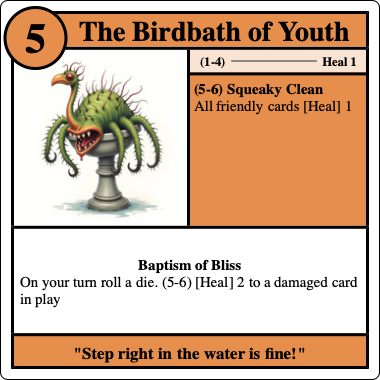 5
The Birdbath of Youth
(1-4) Heal 1
(5-6) Squeaky Clean
All friendly cards [Heal] 1
Baptism of Bliss
On your turn roll a die. (5-6) [Heal] 2 to a damaged card
in play
"Step right in the water is fine!"